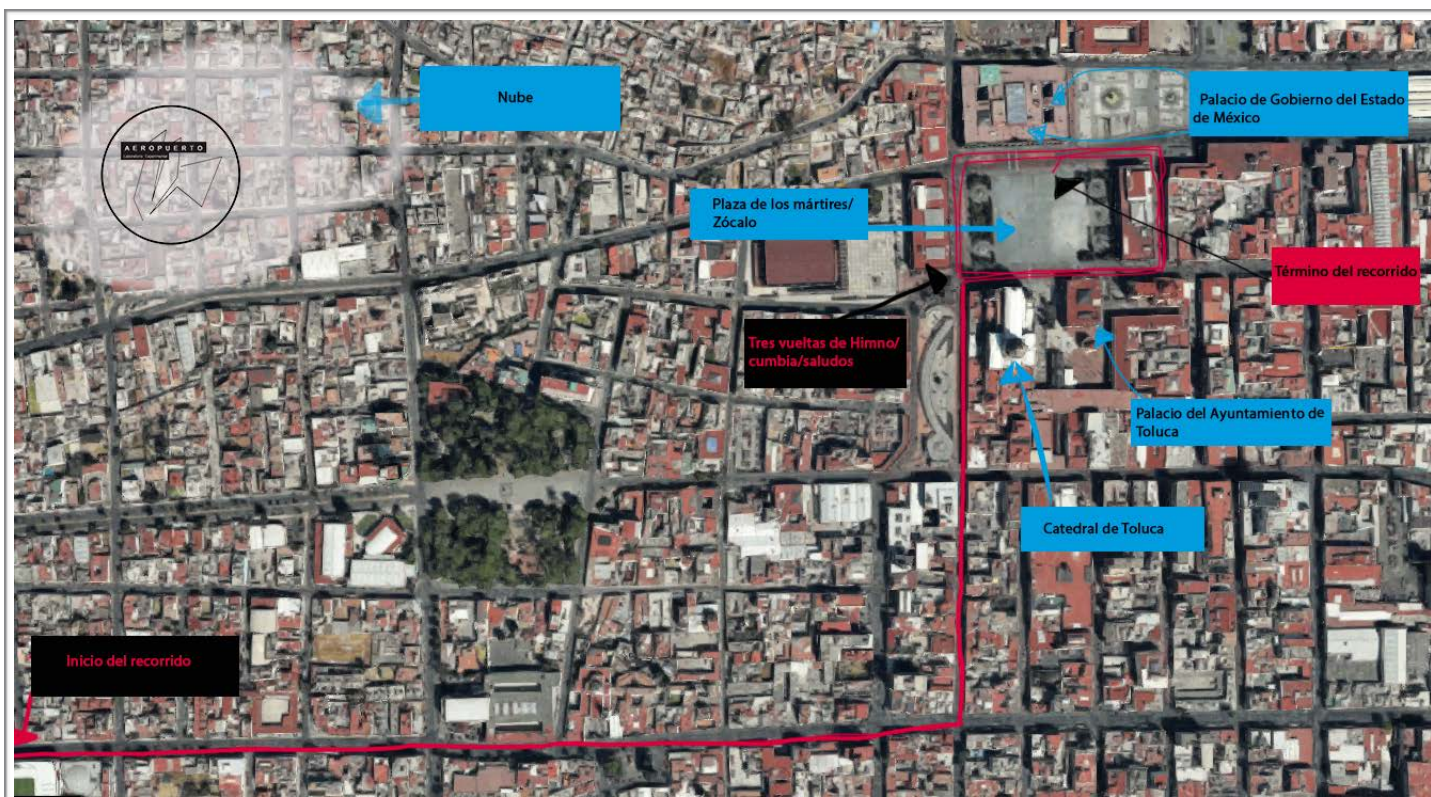 Nube
Palacio de Gobierno del Estado
de México
AEROPUERTO
Plaza de los mártires/
Zócalo
Término del recorrido
Tres vueltas de Himno/
cumbia/saludos
Palacio del Ayuntamiento de
Toluca
Catedral de Toluca
Inicio del recorrido